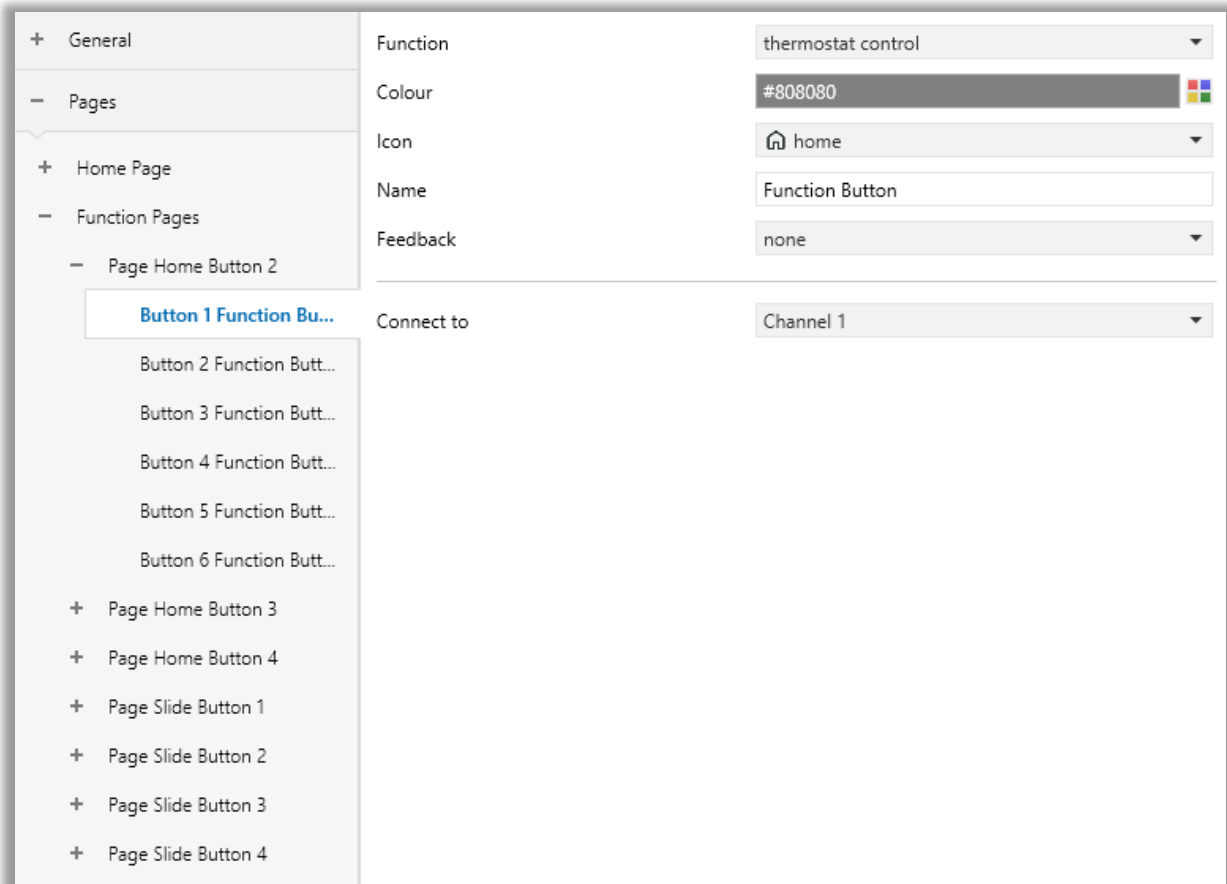 General
Pages
Home Page
Function Pages
Page Home Button 2
Button 1 Function Bu...
Button 2 Function Butt...
Button 3 Function Butt...
Button 4 Function Butt...
Button 5 Function Butt...
Button 6 Function Butt...
Page Home Button 3
Page Home Button 4
Page Slide Button 1
Page Slide Button 2
Page Slide Button 3
Page Slide Button 4
Function thermostat control
Colour #808080
Icon home
Name Function Button
Feedback none
Connect to Channel 1